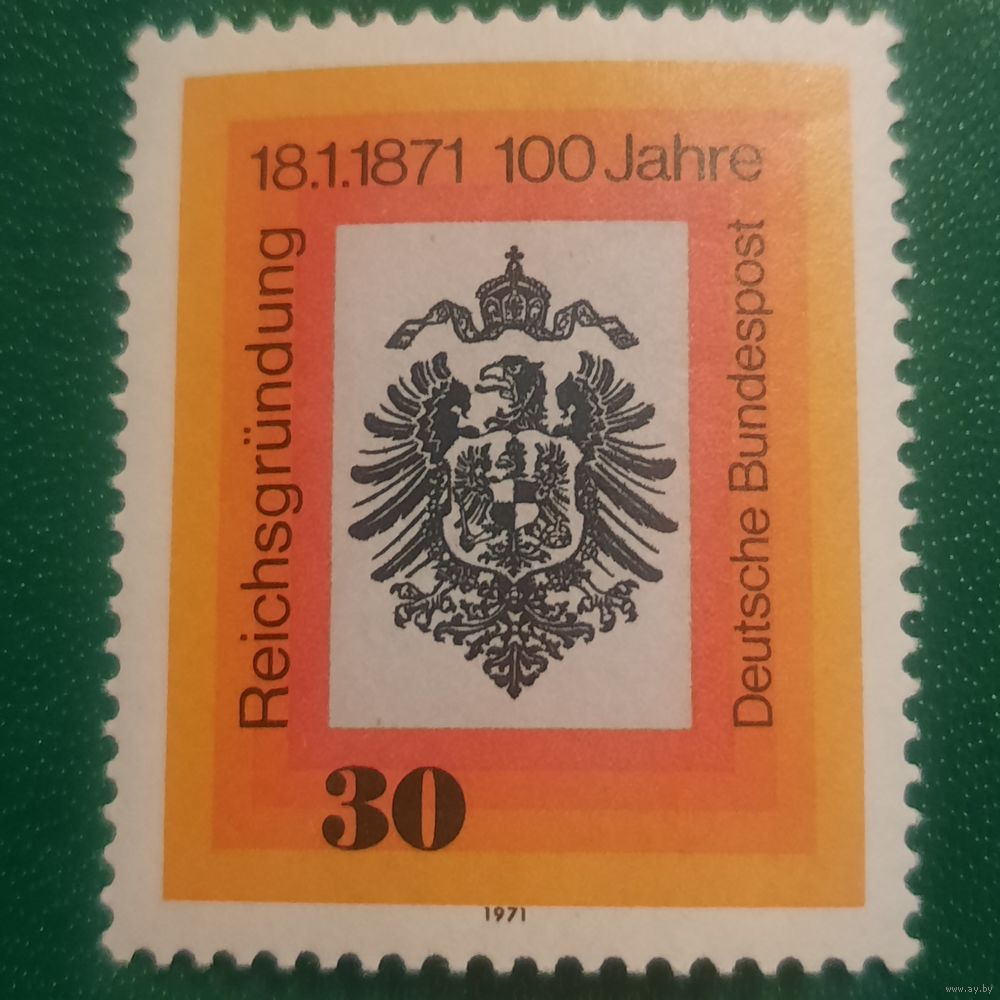 18.1.1871 100 Jahre
Reichsgründung
Deutsche Bundespost
30
1971
www.ay.by